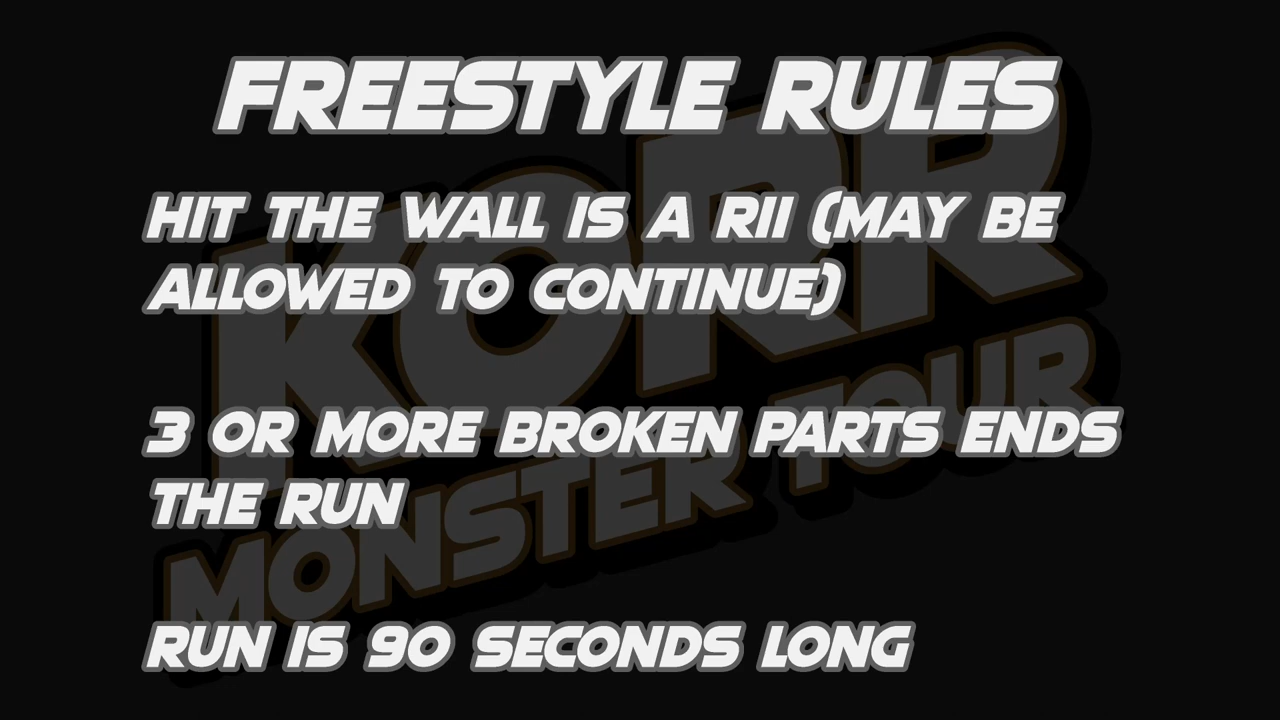 FREESTYLE RULES
HIT THE WALL IS A RII (MAY BE
ALLOWED TO CONTINUE)
3 OR MORE BROKEN PARTS ENDS
THE RUN
RUN IS 90 SECONDS LONG
KORR
MONSTER TOUR